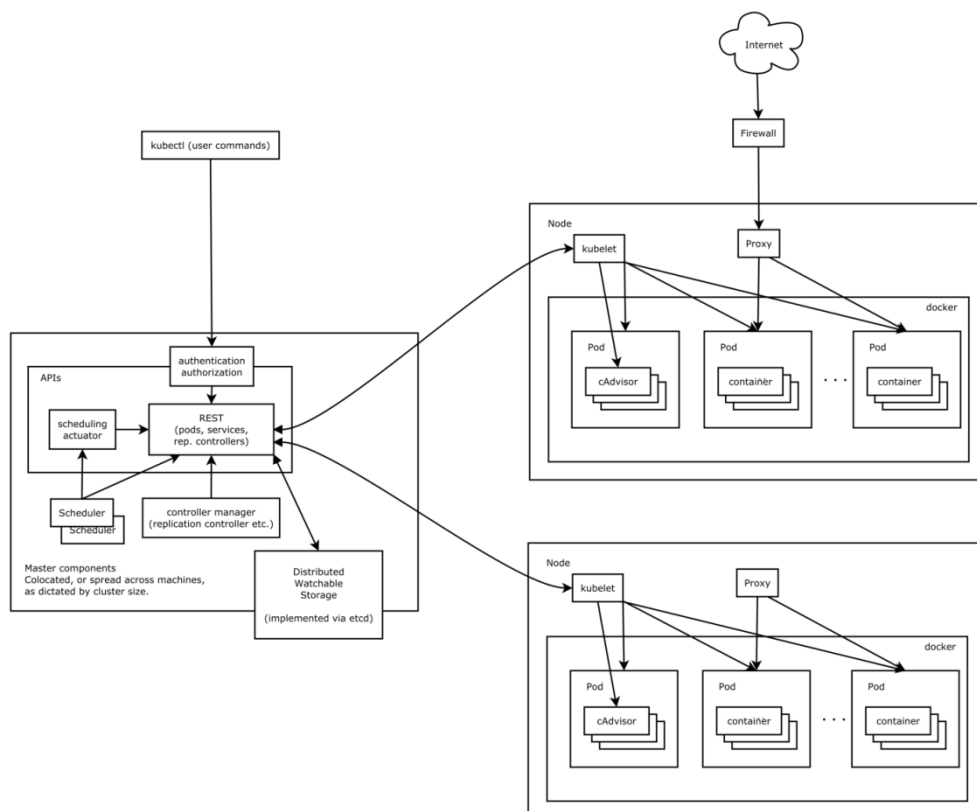 Internet
Firewall
kubectl (user commands)
Node
kubelet
Proxy
docker
Pod
Pod
Pod
cAdvisor
container
. . .
container
authentication
authorization
APIs
scheduling
actuator
REST
(pods, services,
rep. controllers)
Scheduler
Scheduler
controller manager
(replication controller etc.)
Master components
Colocated, or spread across machines,
as dictated by cluster size.
Distributed
Watchable
Storage
(implemented via etcd)
Node
kubelet
Proxy
docker
Pod
Pod
Pod
cAdvisor
container
. . .
container